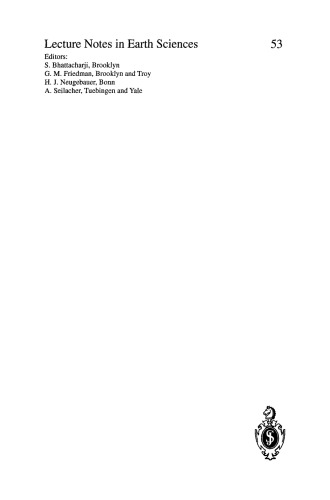 Lecture Notes in Earth Sciences 53
Editors:
S. Bhattacharji, Brooklyn
G. M. Friedman, Brooklyn and Troy
H. J. Neugebauer, Bonn
A. Seilacher, Tuebingen and Yale